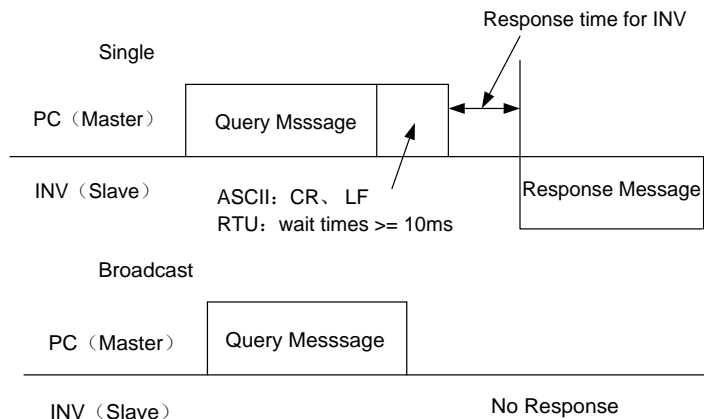 Response time for INV
Single
PC（Master）
Query Msssage
INV（Slave）
ASCII：CR、LF
RTU：wait times >= 10ms
Response Message
Broadcast
PC（Master）
Query Messsage
INV（Slave）
No Response